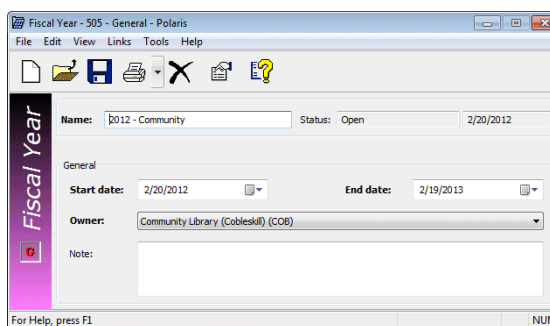 Fiscal Year - 505 - General - Polaris
File Edit View Links Tools Help
Fiscal Year
G
Name: 2012 - Community Status: Open 2/20/2012
General
Start date: 2/20/2012 End date: 2/19/2013
Owner: Community Library (Cobleskill) (COB)
Note:
For Help, press F1 NUM